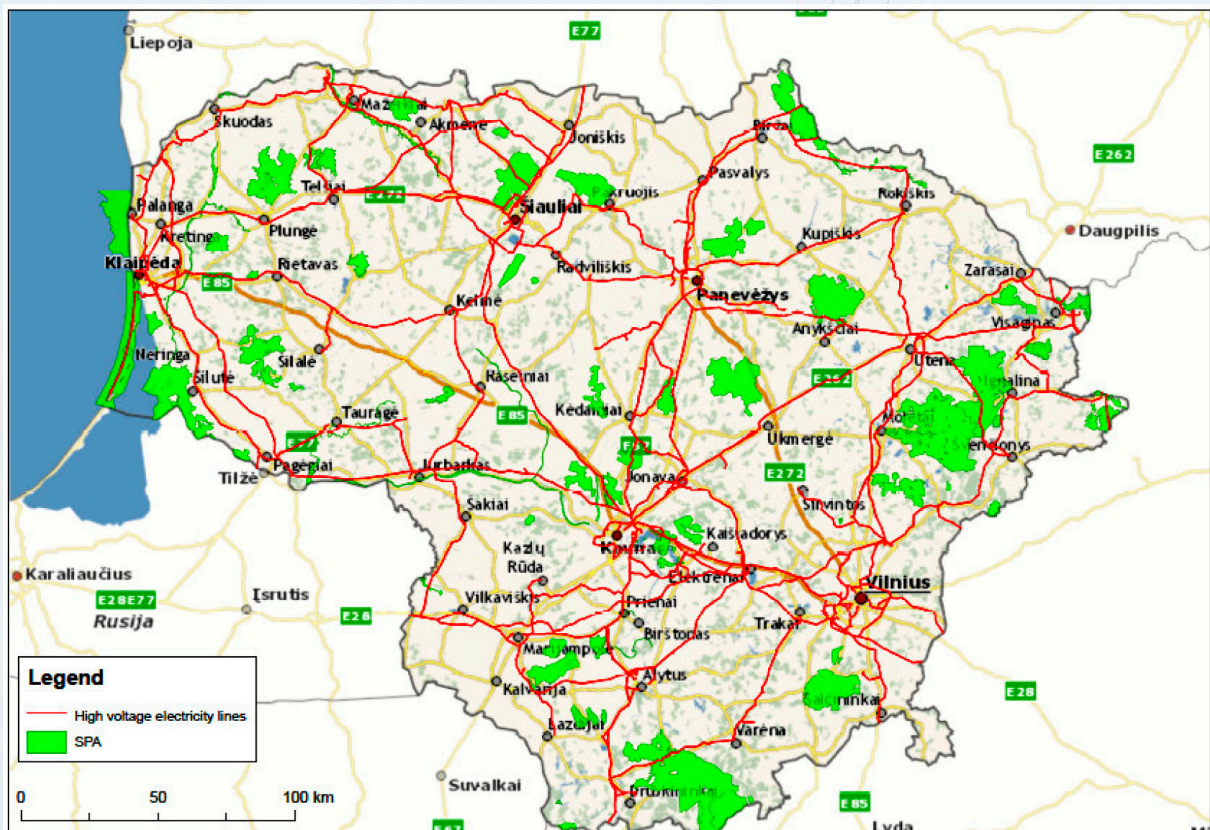 Liepoja
E77
Skuodas
Mažeikiai
Akmenė
Joniškis
Biržai
E262
Pasvalys
Telšiai
E272
Pakruojis
Rokiškis
Palanga
Šiauliai
Kretinga
Plungė
Kupiškis
Daugpilis
Klaipėda
Rietavas
Radviliškis
Zarasai
E85
Panevėžys
Kelmė
Visaginas
Anykščiai
Neringa
Šilalė
Utena
Šilutė
Raseiniai
E262
Kėdainiai
E85
Molėtai
Tauragė
Ukmergė
Švenčionys
Pagėgiai
Jurbarkas
Jonava
E272
Tilžė
Širvintos
Šakiai
Kaunas
Kaišiadorys
Kazlų
Rūda
Elektrėnai
Karaliaučius
Vilnius
E28E77
Įsrutis
E28
Vilkaviškis
Prienai
Trakai
Rusija
Birštonas
Marijampolė
Legend
Kalvarija
Alytus
E28
High voltage electricity lines
Šalčininkai
SPA
Lazdijai
Varėna
Suvalkai
0 50 100 km
Druskininkai
E85
E67
Lyda